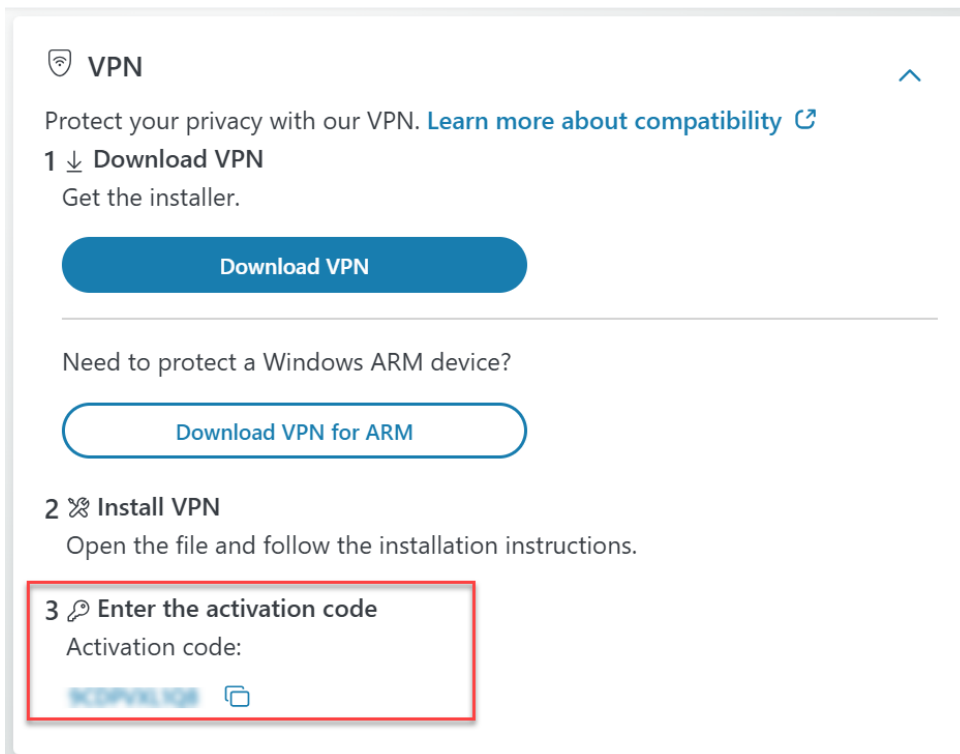 VPN
Protect your privacy with our VPN. Learn more about compatibility
1 Download VPN
Get the installer.
Download VPN
Need to protect a Windows ARM device?
Download VPN for ARM
2 Install VPN
Open the file and follow the installation instructions.
3 Enter the activation code
Activation code: